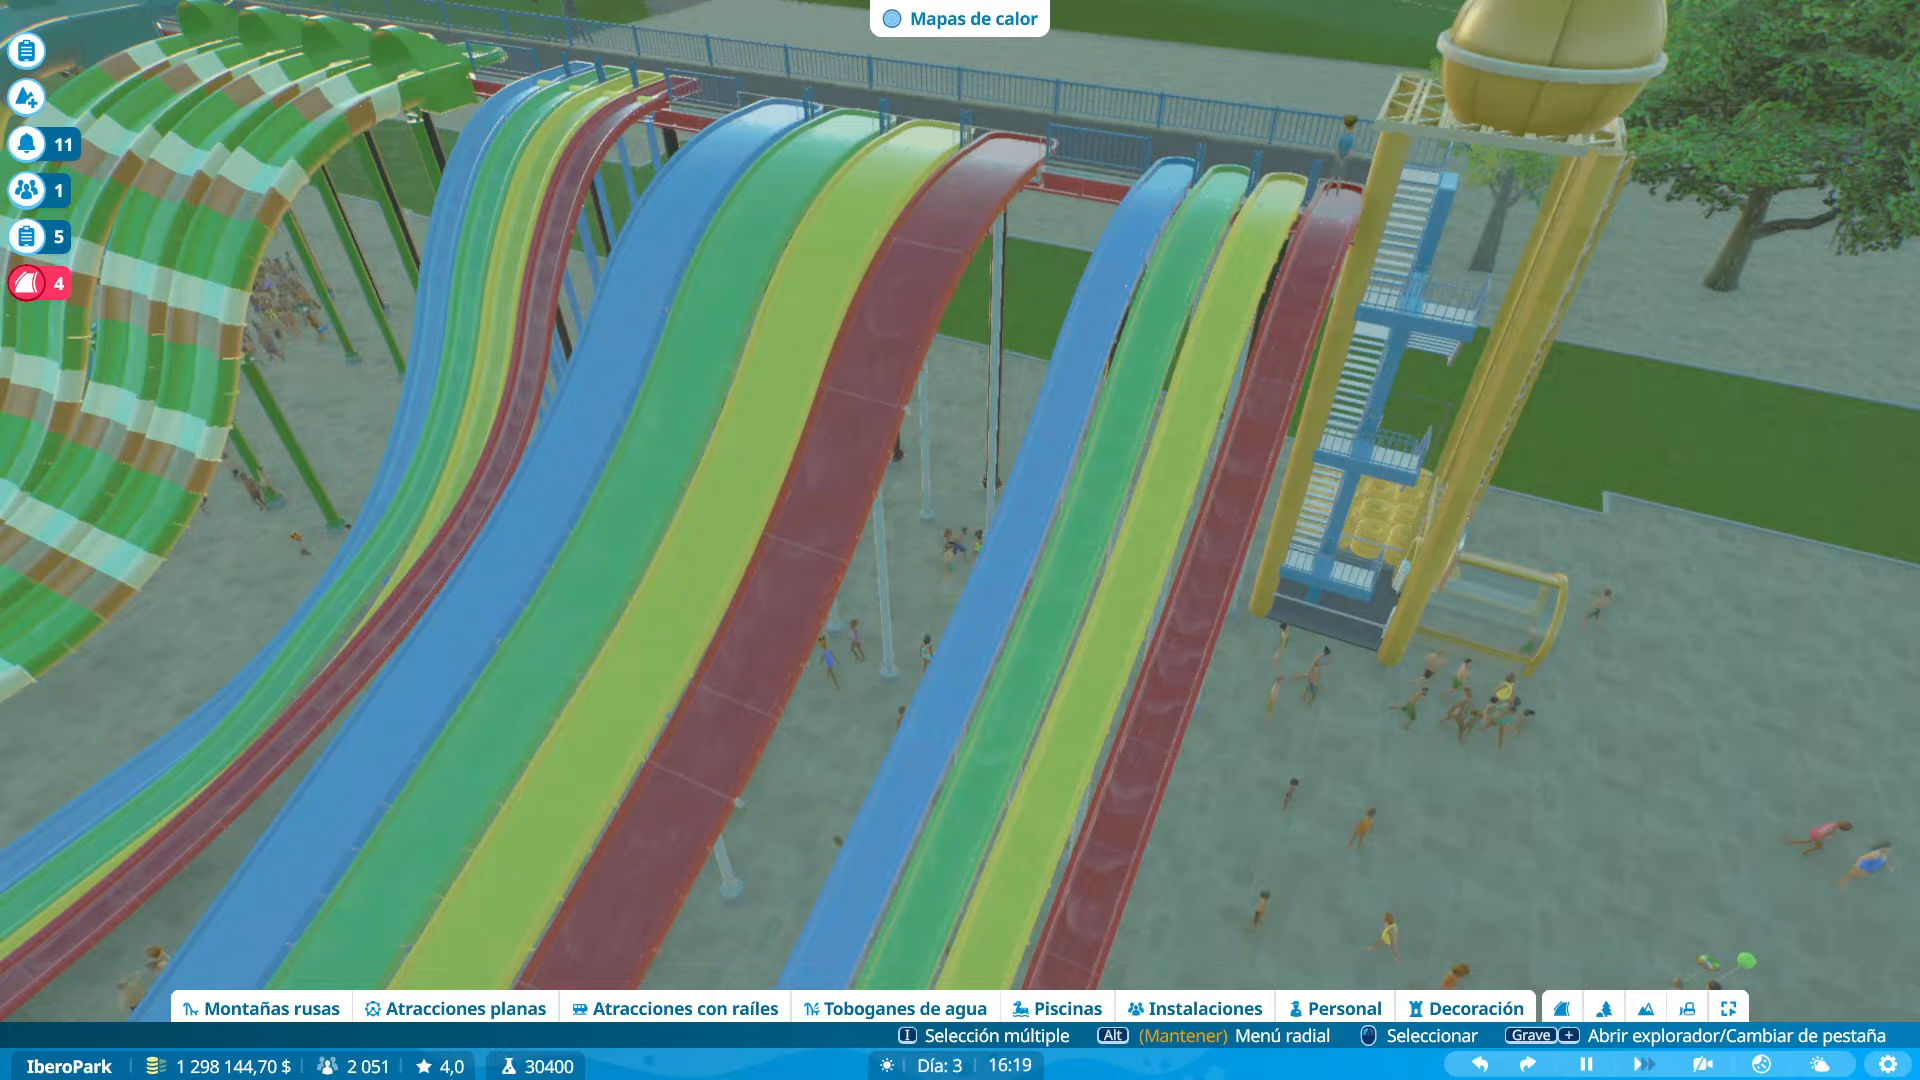 Mapas de calor
11
1
5
4
Montañas rusas
Atracciones planas
Atracciones con raíles
Toboganes de agua
Piscinas
Instalaciones
Personal
Decoración
I Selección múltiple
Alt (Mantener) Menú radial
Seleccionar
Grave + Abrir explorador/Cambiar de pestaña
IberoPark
1 298 144,70 $
2 051
4,0
30400
Día: 3
16:19